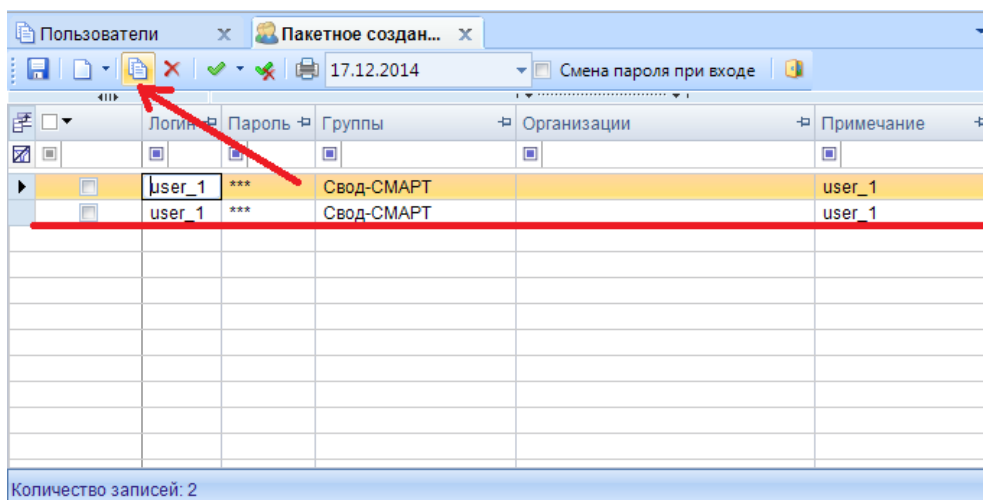 Пользователи Пакетное создан...
17.12.2014 Смена пароля при входе
Логин Пароль Группы Организации Примечание
user_1 *** Свод-СМАРТ user_1
user_1 *** Свод-СМАРТ user_1
Количество записей: 2